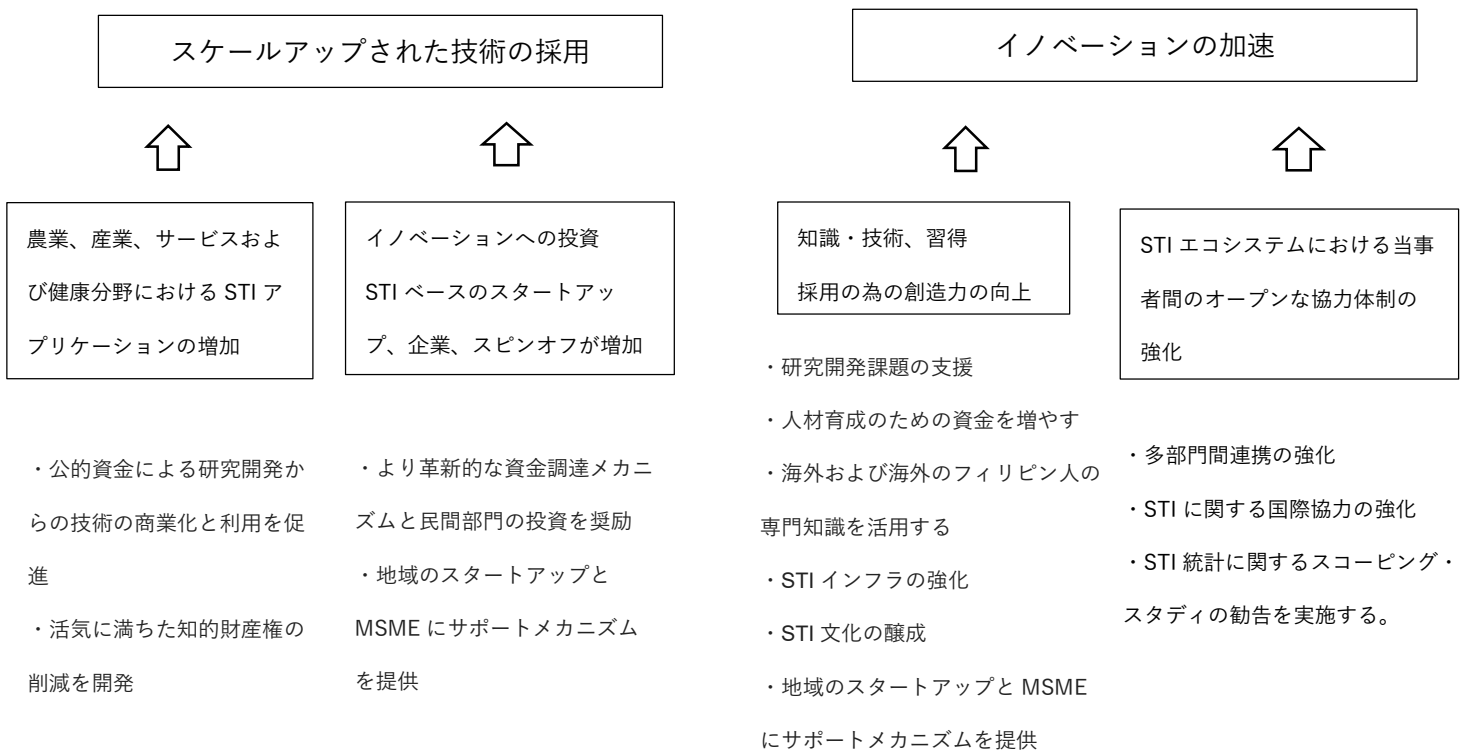 スケールアップされた技術の採用
イノベーションの加速
農業、産業、サービスおよ
び健康分野における STI ア
プリケーションの増加
・公的資金による研究開発か
らの技術の商業化と利用を促
進
・活気に満ちた知的財産権の
削減を開発
イノベーションへの投資
STI ベースのスタートアッ
プ、企業、スピンオフが増加
・より革新的な資金調達メカニ
ズムと民間部門の投資を奨励
・地域のスタートアップと
MSME にサポートメカニズム
を提供
知識・技術、習得
採用の為の創造力の向上
・研究開発課題の支援
・人材育成のための資金を増やす
・海外および海外のフィリピン人の
専門知識を活用する
・STI インフラの強化
・STI 文化の醸成
・地域のスタートアップと MSME
にサポートメカニズムを提供
STI エコシステムにおける当事
者間のオープンな協力体制の
強化
・多部門間連携の強化
・STI に関する国際協力の強化
・STI 統計に関するスコーピング・
スタディの勧告を実施する。